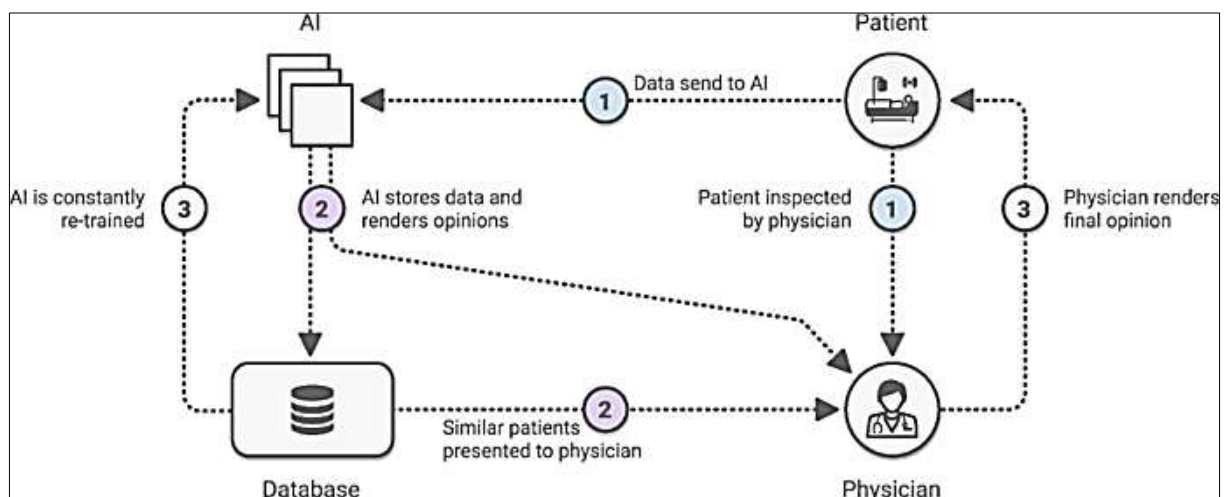 AI
Patient
1
Data send to AI
AI is constantly
re-trained
3
2
AI stores data and
renders opinions
Patient inspected
by physician
1
3
Physician renders
final opinion
2
Similar patients
presented to physician
Database
Physician